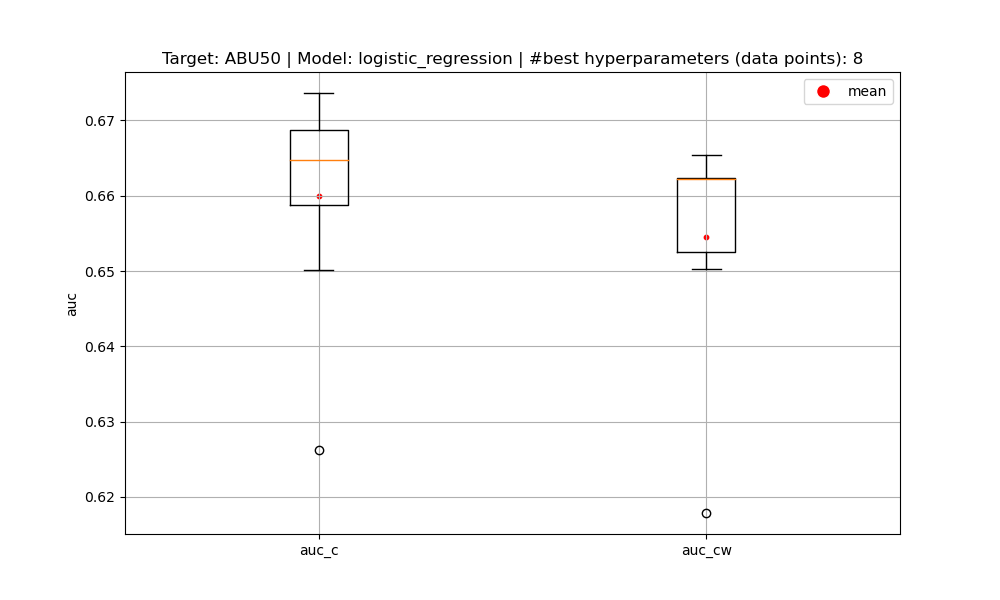 Target: ABU50 | Model: logistic_regression | #best hyperparameters (data points): 8
mean
0.67
0.66
0.65
0.64
0.63
0.62
auc
auc_c
auc_cw